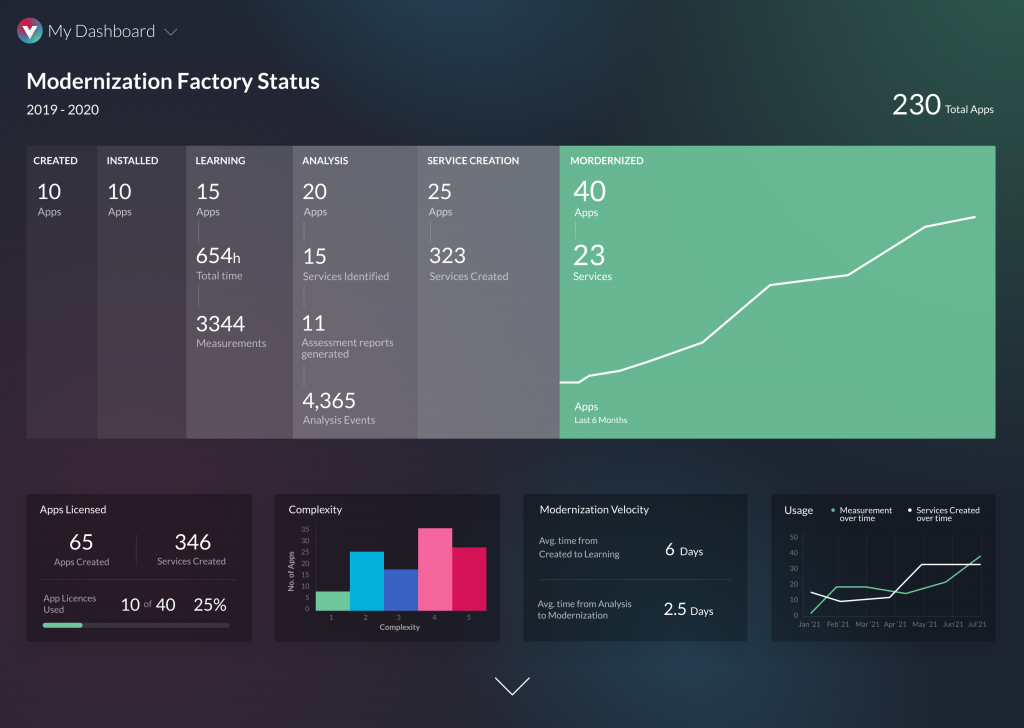 My Dashboard
Modernization Factory Status
2019 - 2020
230 Total Apps
CREATED
10
Apps
INSTALLED
10
Apps
LEARNING
15
Apps
654h
Total time
3344
Measurements
ANALYSIS
20
Apps
15
Services Identified
11
Assessment reports
generated
4,365
Analysis Events
SERVICE CREATION
25
Apps
323
Services Created
MORDERNIZED
40
Apps
23
Services
Apps
Last 6 Months
Apps Licensed
65
Apps Created
346
Services Created
App Licences
Used
10 of 40 25%
Complexity
No. of Apps
35
30
25
20
15
10
5
0
1 2 3 4 5
Complexity
Modernization Velocity
Avg. time from
Created to Learning
6 Days
Avg. time from Analysis
to Modernization
2.5 Days
Usage
Measurement
over time
Services Created
over time
50
40
30
20
10
0
Jan '21 Feb' 21 Mar '21 Apr '21 May '21 Jun'21 Jul'21